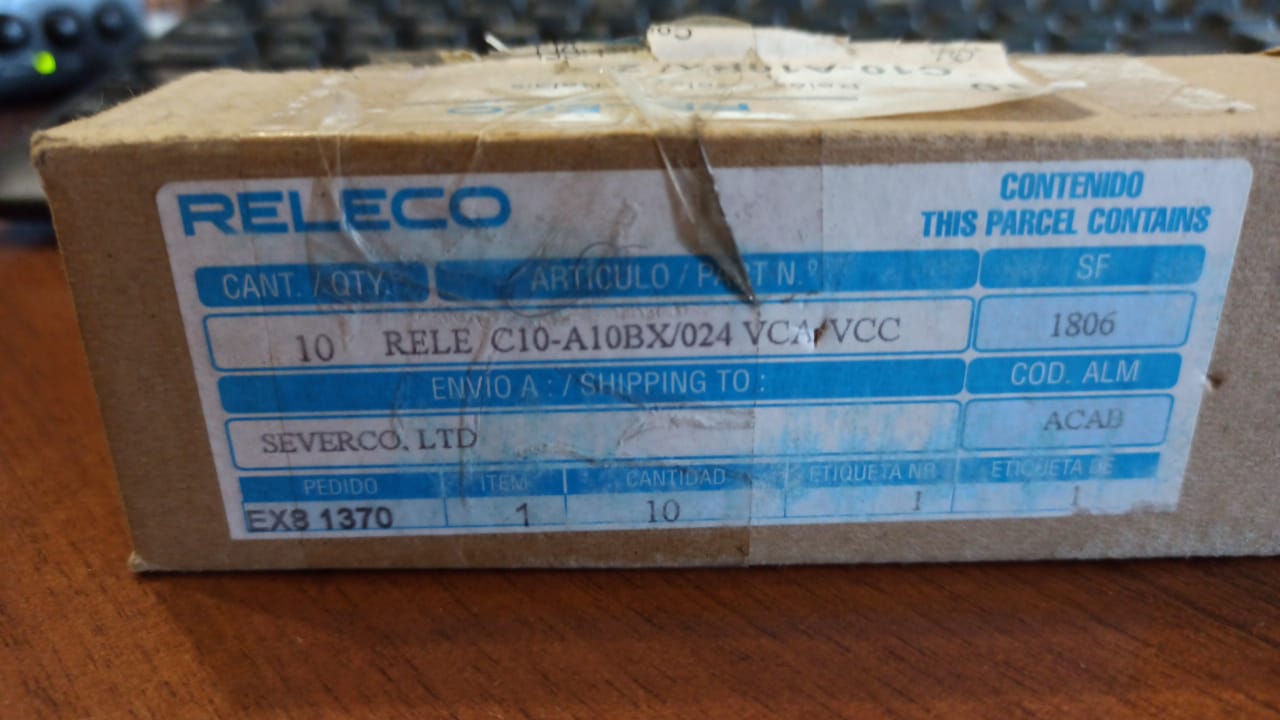 RELECO
CONTENIDO
THIS PARCEL CONTAINS
CANT. / QTY. ARTICULO / PART N.º SF
10 RELE C10-A10BX/024 VCA/VCC 1806
ENVIO A : / SHIPPING TO : COD. ALM
SEVERCO, LTD ACAB
PEDIDO ITEM CANTIDAD ETIQUETA NR ETIQUETA DE
EX8 1370 1 10 1 1